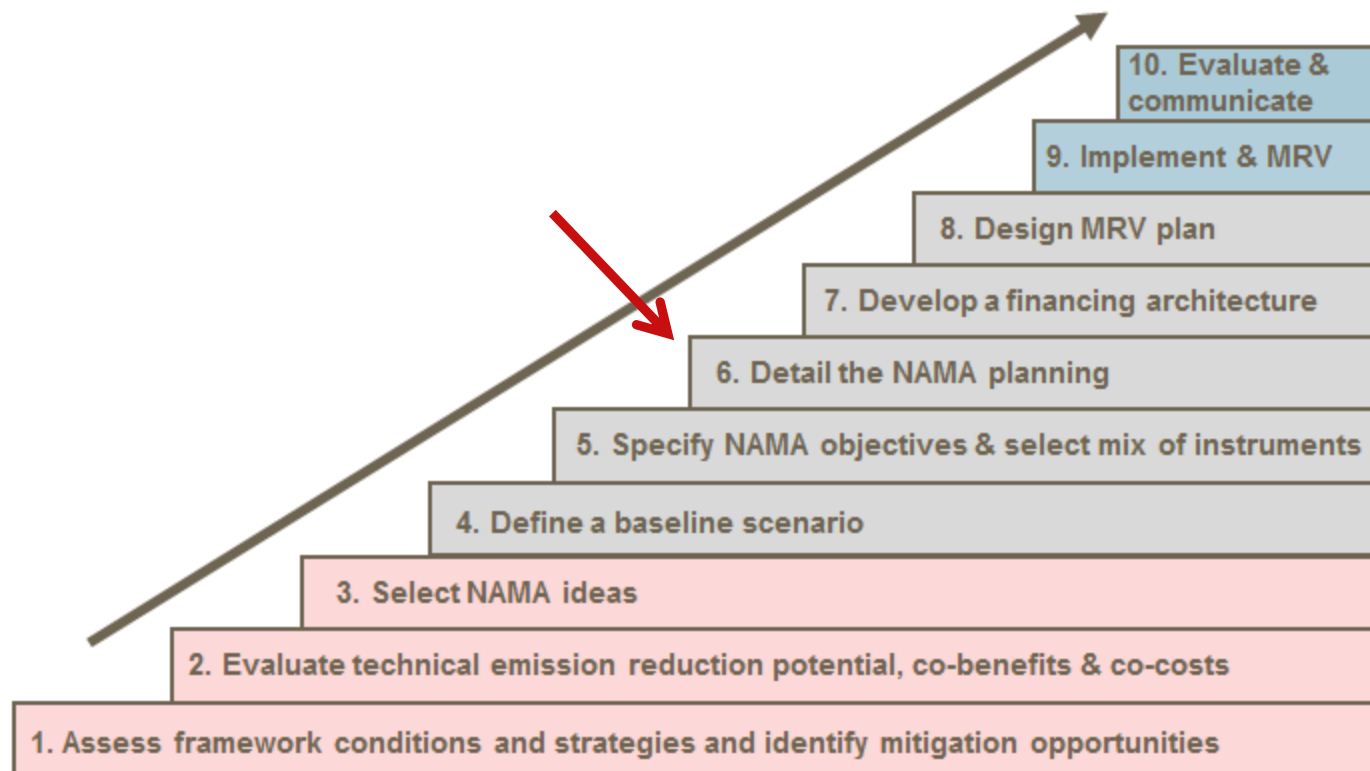 10. Evaluate &
communicate
9. Implement & MRV
8. Design MRV plan
7. Develop a financing architecture
6. Detail the NAMA planning
5. Specify NAMA objectives & select mix of instruments
4. Define a baseline scenario
3. Select NAMA ideas
2. Evaluate technical emission reduction potential, co-benefits & co-costs
1. Assess framework conditions and strategies and identify mitigation opportunities